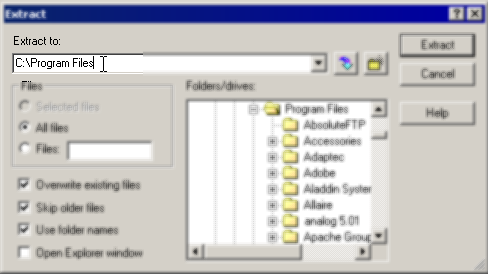 Extract
Extract to:
C:\Program Files
Extract
Cancel
Help
Files
Selected files
All files
Files:
Overwrite existing files
Skip older files
Use folder names
Open Explorer window
Folders/drives:
Program Files
AbsoluteFTP
Accessories
Adaptec
Adobe
Aladdin Syster
Allaire
analog 5.01
Apache Group